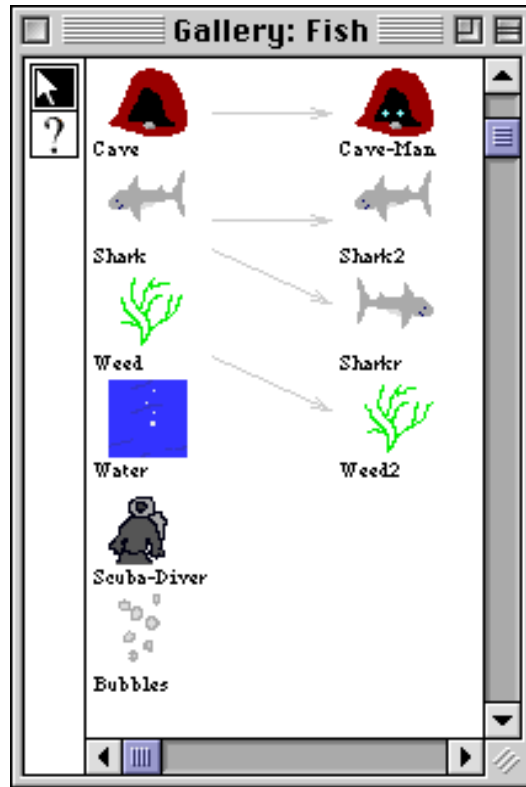 Gallery: Fish
?
Cave Cave-Man
Shark Shark2
Weed Sharkr
Water Weed2
Scuba-Diver
Bubbles